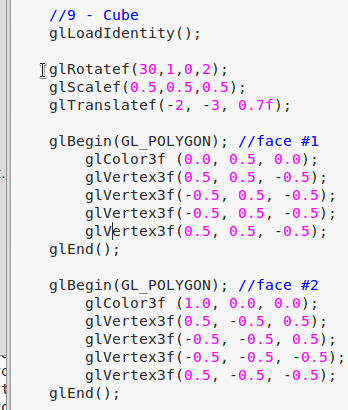 //9 - Cube
glLoadIdentity();
glRotatef(30,1,0,2);
glScalef(0.5,0.5,0.5);
glTranslatef(-2, -3, 0.7f);
glBegin(GL_POLYGON); //face #1
glColor3f (0.0, 0.5, 0.0);
glVertex3f(0.5, 0.5, -0.5);
glVertex3f(-0.5, 0.5, -0.5);
glVertex3f(-0.5, 0.5, -0.5);
glVertex3f(0.5, 0.5, -0.5);
glEnd();
glBegin(GL_POLYGON); //face #2
glColor3f (1.0, 0.0, 0.0);
glVertex3f(0.5, -0.5, 0.5);
glVertex3f(-0.5, -0.5, 0.5);
glVertex3f(-0.5, -0.5, -0.5);
glVertex3f(0.5, -0.5, -0.5);
glEnd();